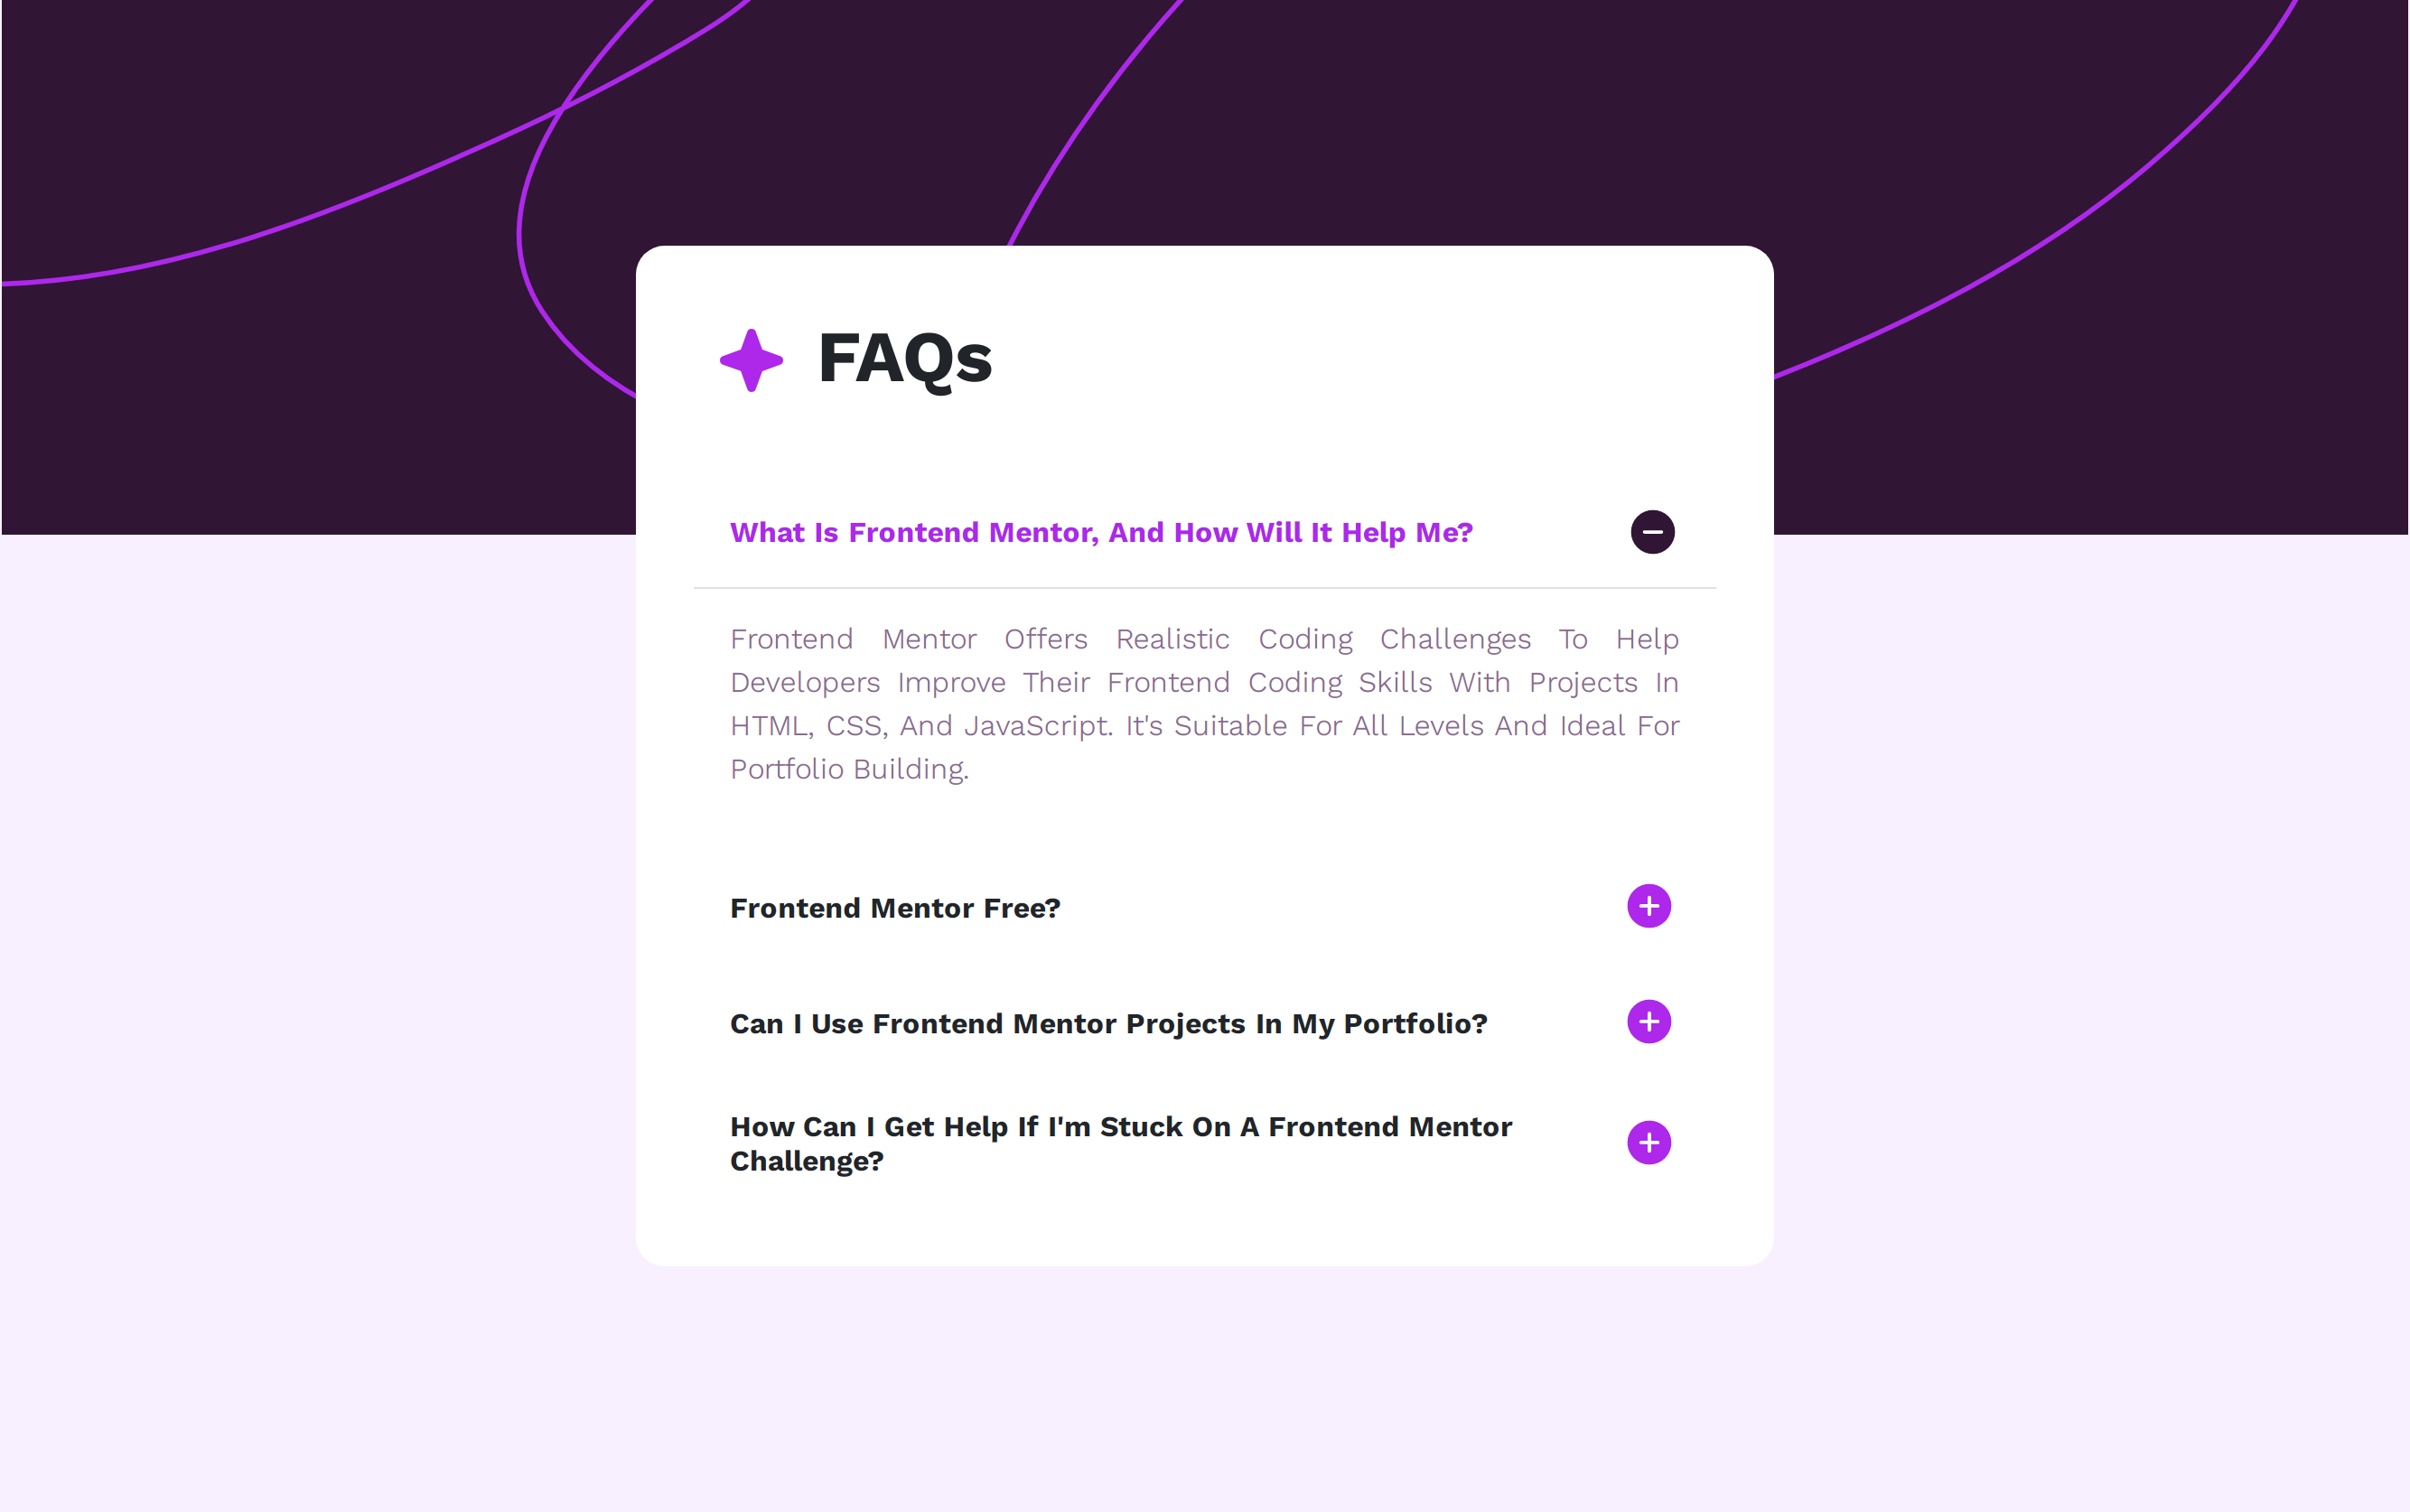 FAQs
What Is Frontend Mentor, And How Will It Help Me?
Frontend Mentor Offers Realistic Coding Challenges To Help
Developers Improve Their Frontend Coding Skills With Projects In
HTML, CSS, And JavaScript. It's Suitable For All Levels And Ideal For
Portfolio Building.
Frontend Mentor Free?
Can I Use Frontend Mentor Projects In My Portfolio?
How Can I Get Help If I'm Stuck On A Frontend Mentor
Challenge?